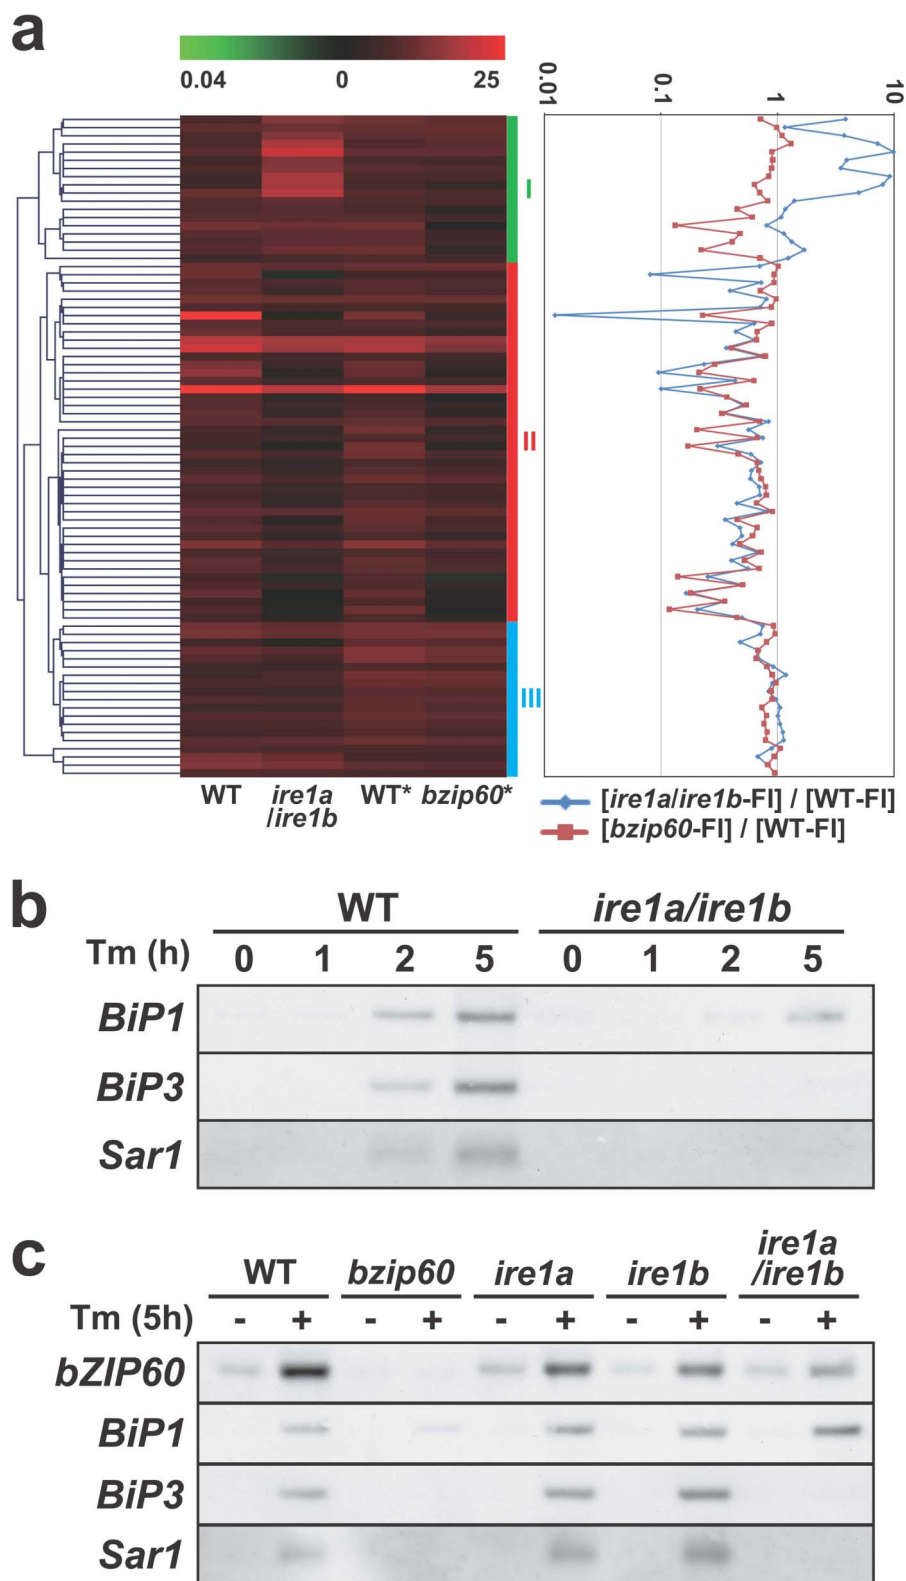 a
0.04 0 25
0.01 0.1 1 10
I
II
III
WT ire1a/ire1b WT* bzip60*
[ire1a/ire1b-FI] / [WT-FI]
[bzip60-FI] / [WT-FI]
b
WT ire1a/ire1b
Tm (h) 0 1 2 5 0 1 2 5
BiP1
BiP3
Sar1
c
WT bzip60 ire1a ire1b ire1a/ire1b
Tm (5h) - + - + - + - + - +
bZIP60
BiP1
BiP3
Sar1